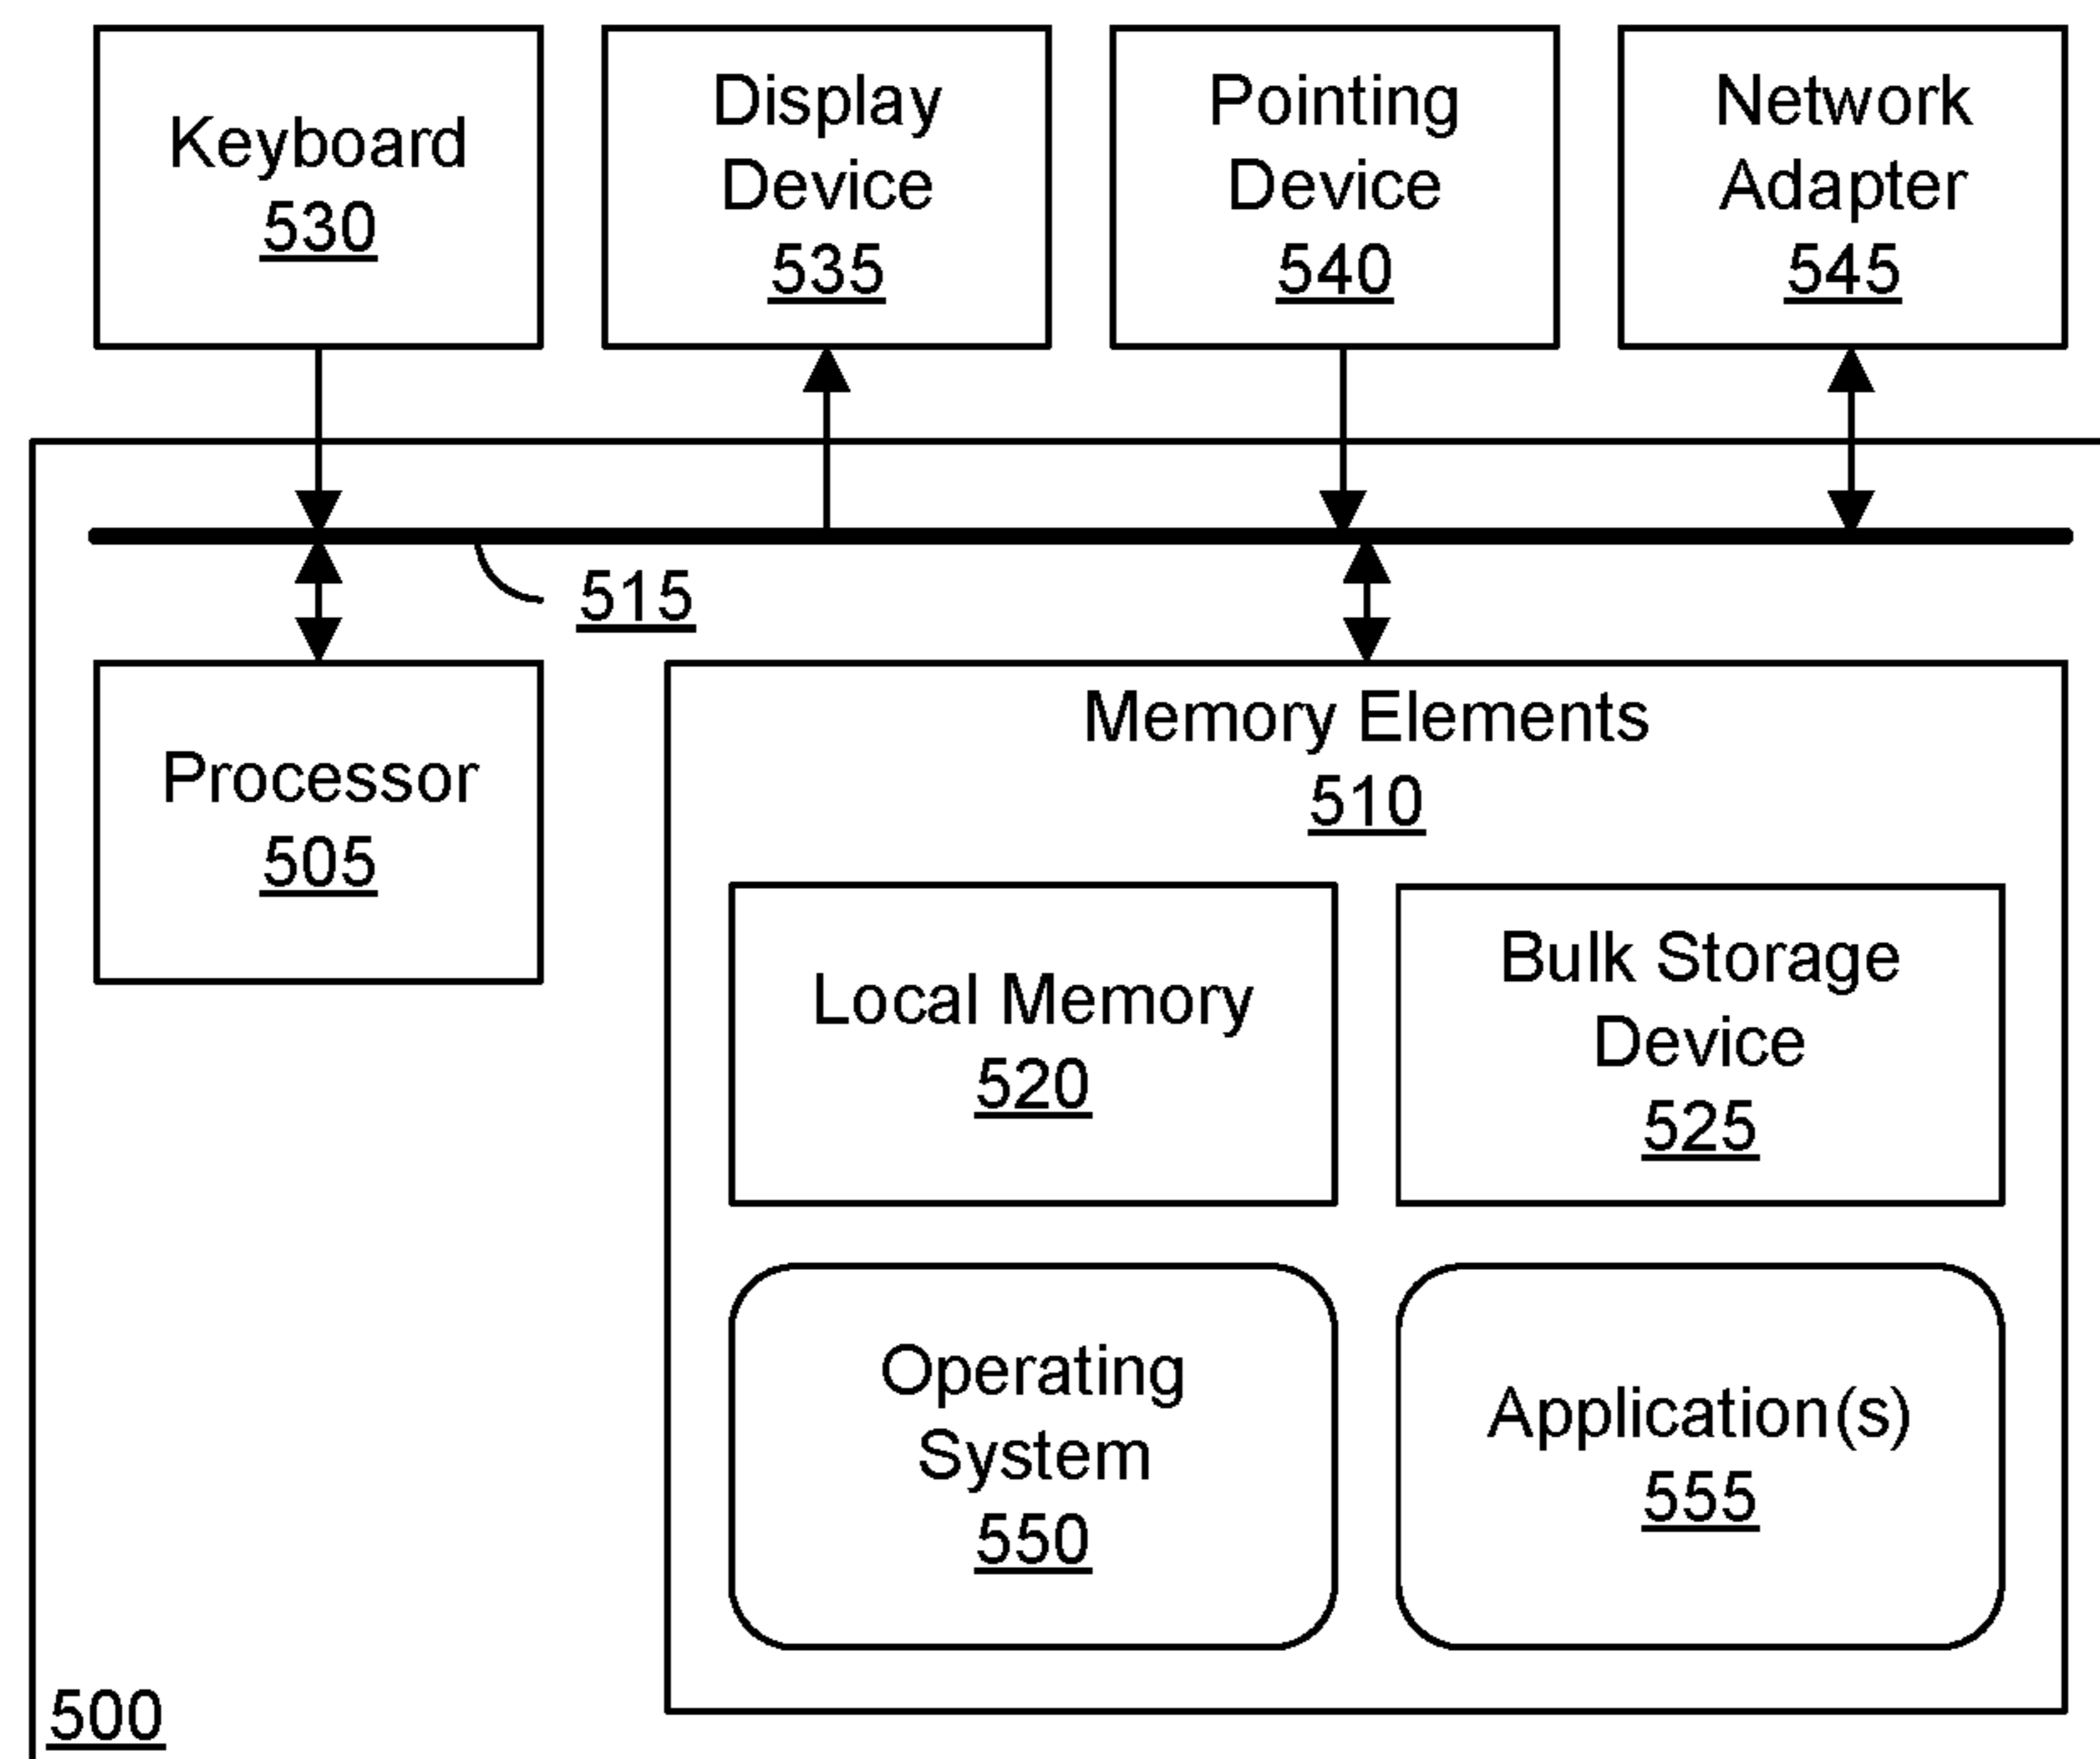 Keyboard
530
Display
Device
535
Pointing
Device
540
Network
Adapter
545
515
Processor
505
Memory Elements
510
Local Memory
520
Bulk Storage
Device
525
Operating
System
550
Application(s)
555
500